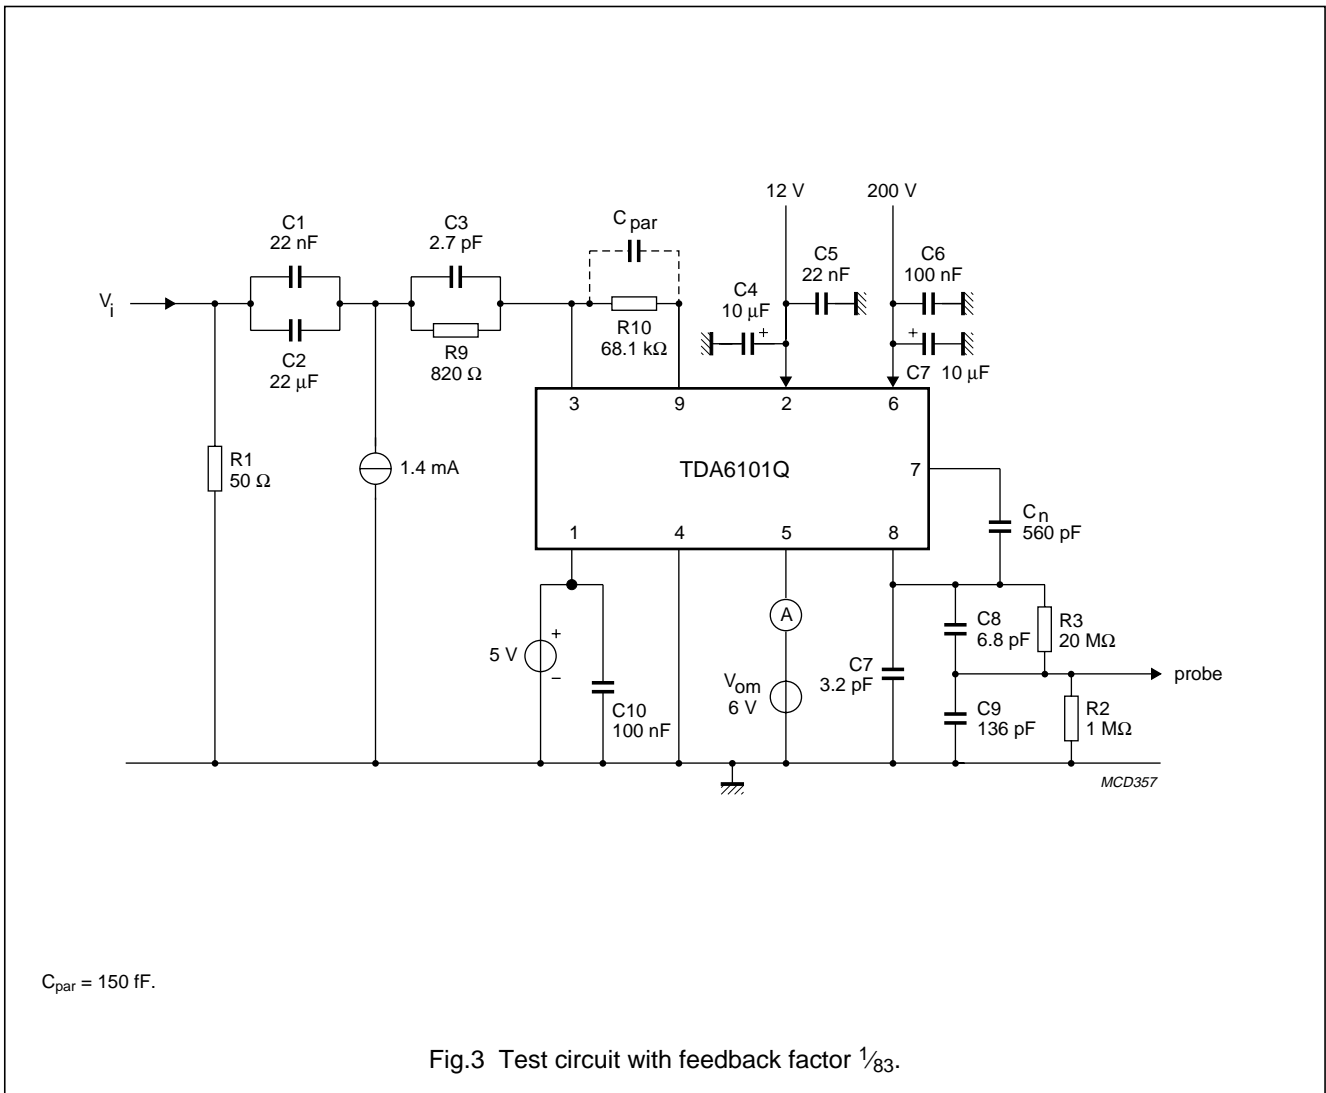 12 V
200 V
C1
22 nF
C3
2.7 pF
C par
C5
22 nF
C6
100 nF
C4
10 µF
Vi
R10
68.1 kΩ
C2
22 µF
R9
820 Ω
C7 10 µF
+
+
3
9
2
6
R1
50 Ω
1.4 mA
TDA6101Q
7
Cn
560 pF
1
4
5
8
A
C8
6.8 pF
R3
20 MΩ
+
5 V
–
C7
3.2 pF
probe
Vom
6 V
C10
100 nF
C9
136 pF
R2
1 MΩ
MCD357
Cpar = 150 fF.
Fig.3 Test circuit with feedback factor 1⁄83.